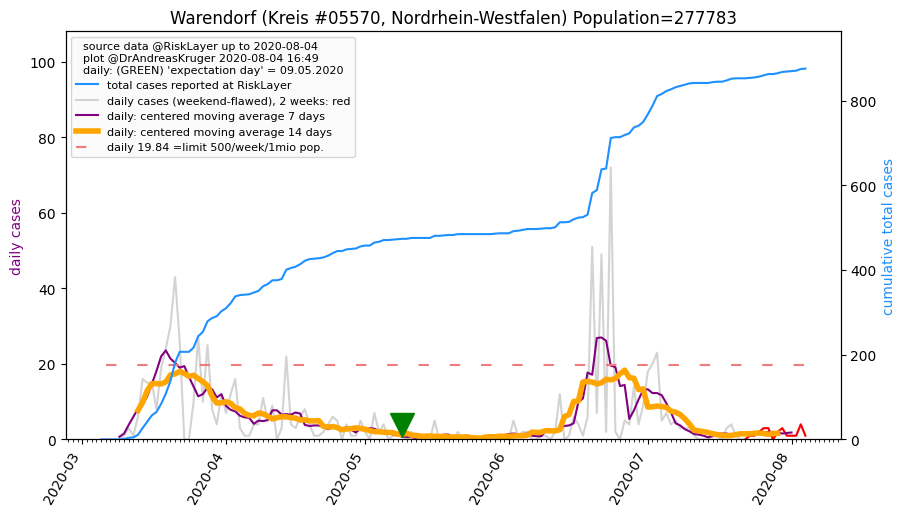 Warendorf (Kreis #05570, Nordrhein-Westfalen) Population=277783
source data @RiskLayer up to 2020-08-04
plot @DrAndreasKruger 2020-08-04 16:49
daily: (GREEN) 'expectation day' = 09.05.2020
total cases reported at RiskLayer
daily cases (weekend-flawed), 2 weeks: red
daily: centered moving average 7 days
daily: centered moving average 14 days
daily 19.84 =limit 500/week/1mio pop.
daily cases
100
80
60
40
20
0
cumulative total cases
800
600
400
200
0
2020-03
2020-04
2020-05
2020-06
2020-07
2020-08